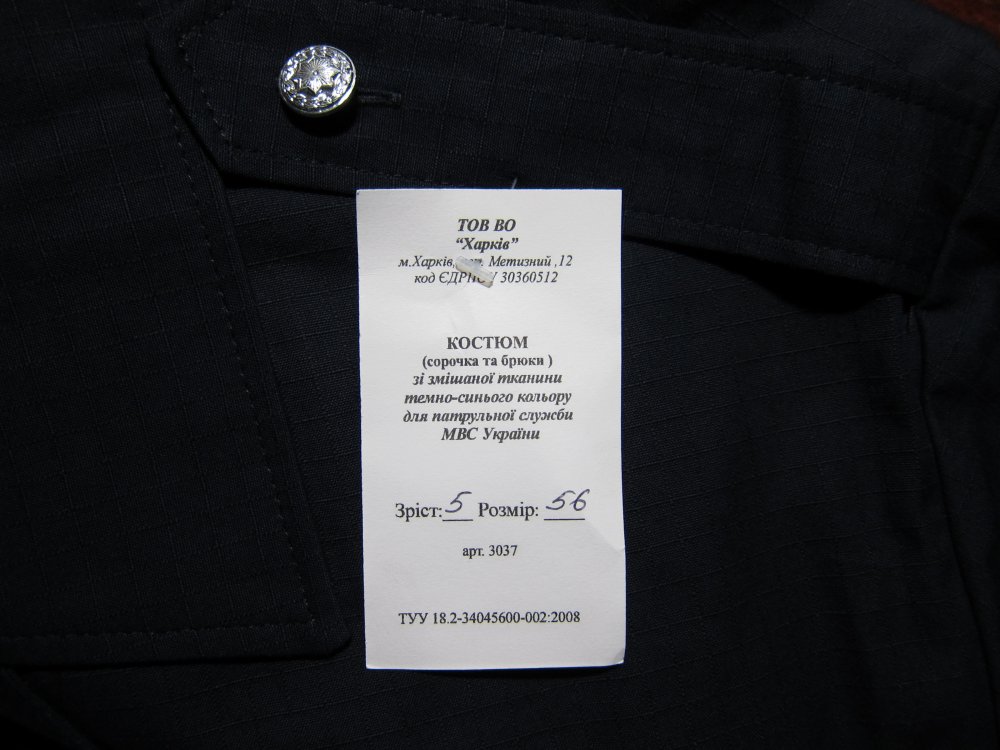 ТОВ ВО
“Харків”
м.Харків, Метизний ,12
код 30360512
КОСТЮМ
(сорочка та брюки )
зі змішаної тканини
темно-синього кольору
для патрульної служби
МВС України
Зріст: 5 Розмір: 56
арт. 3037
ТУУ 18.2-34045600-002:2008